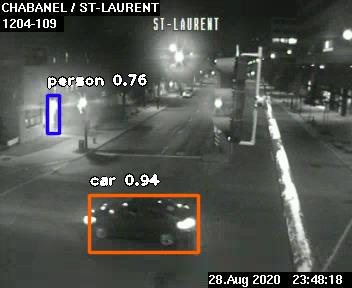 CHABANEL / ST-LAURENT
1204-109
ST-LAURENT
person 0.76
car 0.94
28.Aug 2020 23:48:18